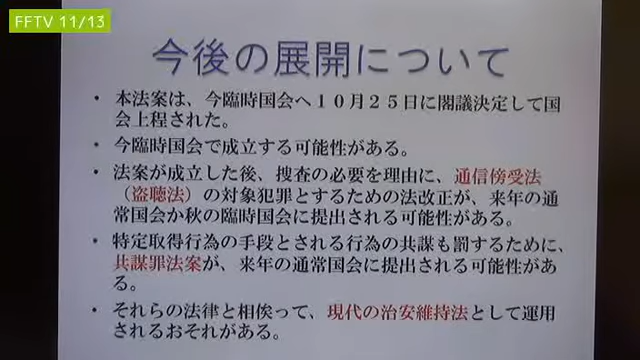 FFTV 11/13
今後の展開について
・ 本法案は、今臨時国会へ１０月２５日に閣議決定して国
会上程された。
・ 今臨時国会で成立する可能性がある。
・ 法案が成立した後、捜査の必要を理由に、通信傍受法
（盗聴法）の対象犯罪とするための法改正が、来年の通
常国会か秋の臨時国会に提出される可能性がある。
・ 特定取得行為の手段とされる行為の共謀も罰するために、
共謀罪法案が、来年の通常国会に提出される可能性があ
る。
・ それらの法律と相俟って、現代の治安維持法として運用
されるおそれがある。